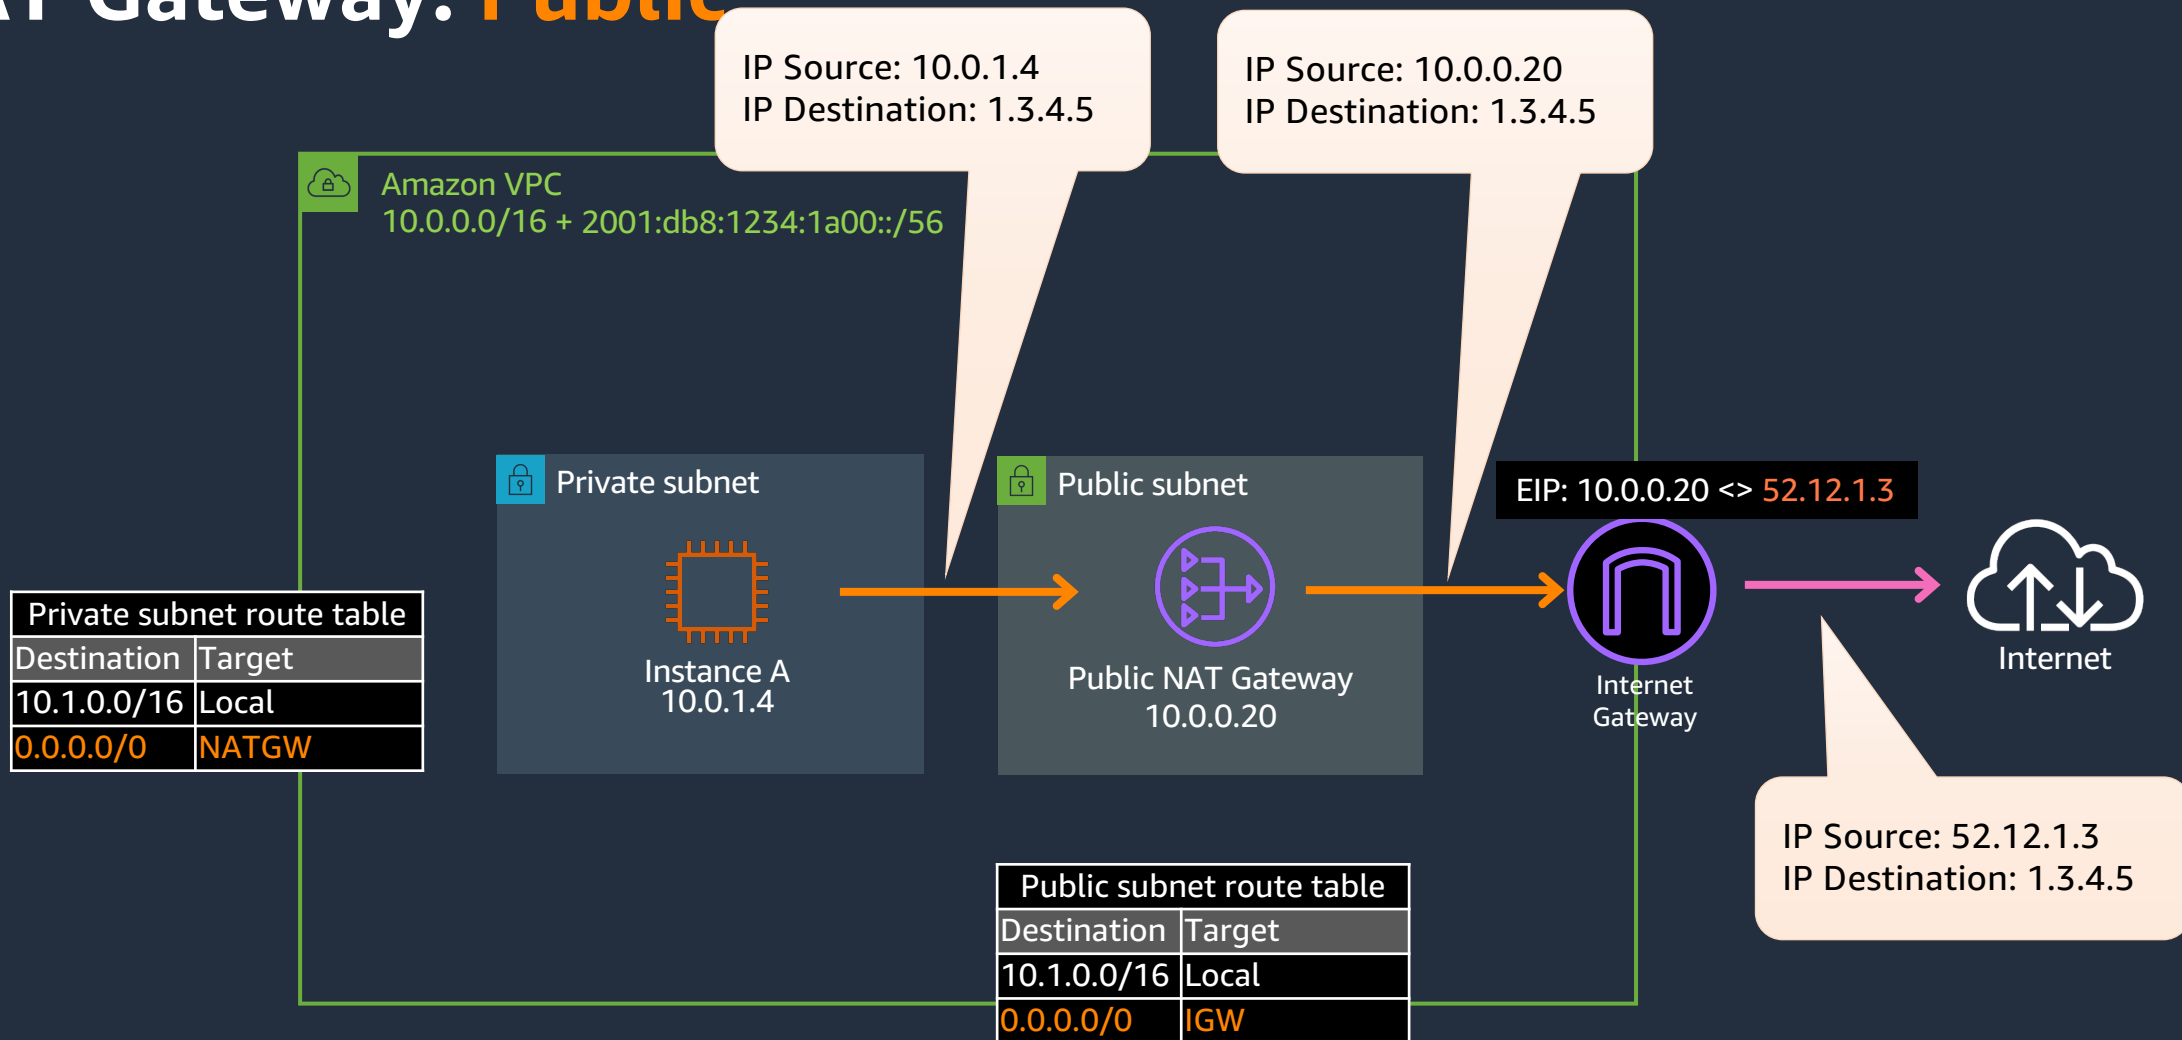 AT Gateway: Public
IP Source: 10.0.1.4
IP Destination: 1.3.4.5
IP Source: 10.0.0.20
IP Destination: 1.3.4.5
Amazon VPC
10.0.0.0/16 + 2001:db8:1234:1a00::/56
Private subnet
Public subnet
EIP: 10.0.0.20 <> 52.12.1.3
Instance A
10.0.1.4
Public NAT Gateway
10.0.0.20
Internet
Gateway
Internet
Private subnet route table
Destination Target
10.1.0.0/16 Local
0.0.0.0/0 NATGW
IP Source: 52.12.1.3
IP Destination: 1.3.4.5
Public subnet route table
Destination Target
10.1.0.0/16 Local
0.0.0.0/0 IGW